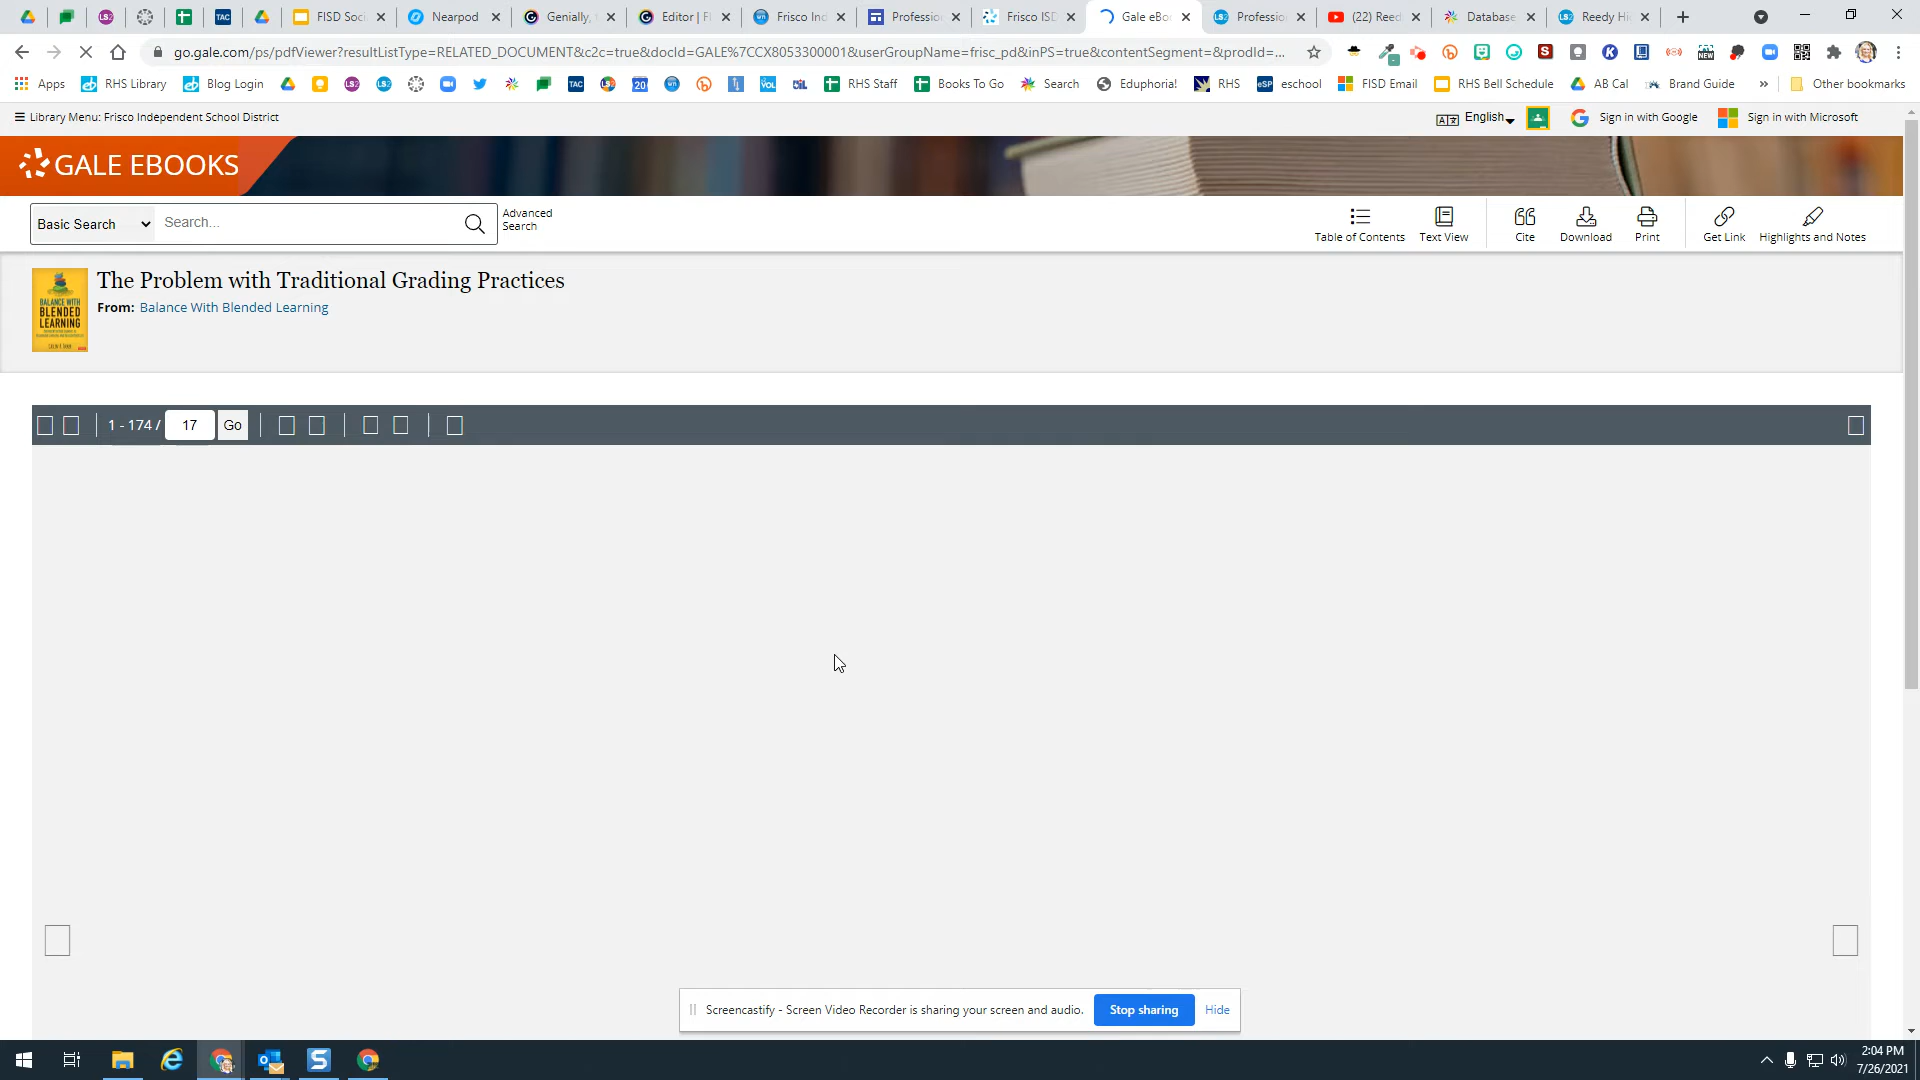 FISD Soci
Nearpod
Genially,
Editor | F
Frisco Ind
Professio
Frisco ISD
Gale eBoo
Professio
(22) Reed
Database
Reedy Hi
go.gale.com/ps/pdfViewer?resultListType=RELATED_DOCUMENT&c2c=true&docId=GALE%7CCX8053300001&userGroupName=frisc_pd&inPS=true&contentSegment=&prodId=...
Apps
RHS Library
Blog Login
RHS Staff
Books To Go
Search
Eduphoria!
RHS
eschool
FISD Email
RHS Bell Schedule
AB Cal
Brand Guide
»
Other bookmarks
Library Menu: Frisco Independent School District
English
Sign in with Google
Sign in with Microsoft
GALE EBOOKS
Basic Search
Search...
Advanced
Search
Table of Contents
Text View
Cite
Download
Print
Get Link
Highlights and Notes
BALANCE WITH
BLENDED
LEARNING
The Problem with Traditional Grading Practices
From: Balance With Blended Learning
1 - 174 / 17 Go
Screencastify - Screen Video Recorder is sharing your screen and audio.
Stop sharing
Hide
2:04 PM
7/26/2021